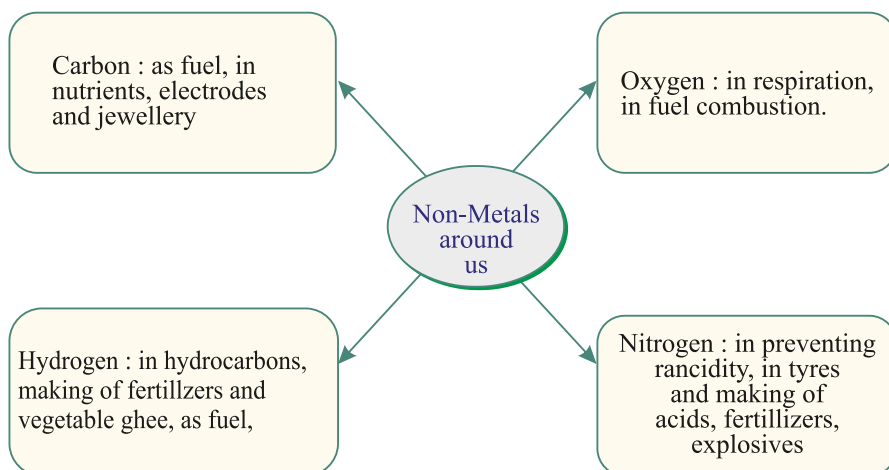 Carbon : as fuel, in
nutrients, electrodes
and jewellery
Oxygen : in respiration,
in fuel combustion.
Non-Metals
around
us
Hydrogen : in hydrocarbons,
making of fertillzers and
vegetable ghee, as fuel,
Nitrogen : in preventing
rancidity, in tyres
and making of
acids, fertillizers,
explosives